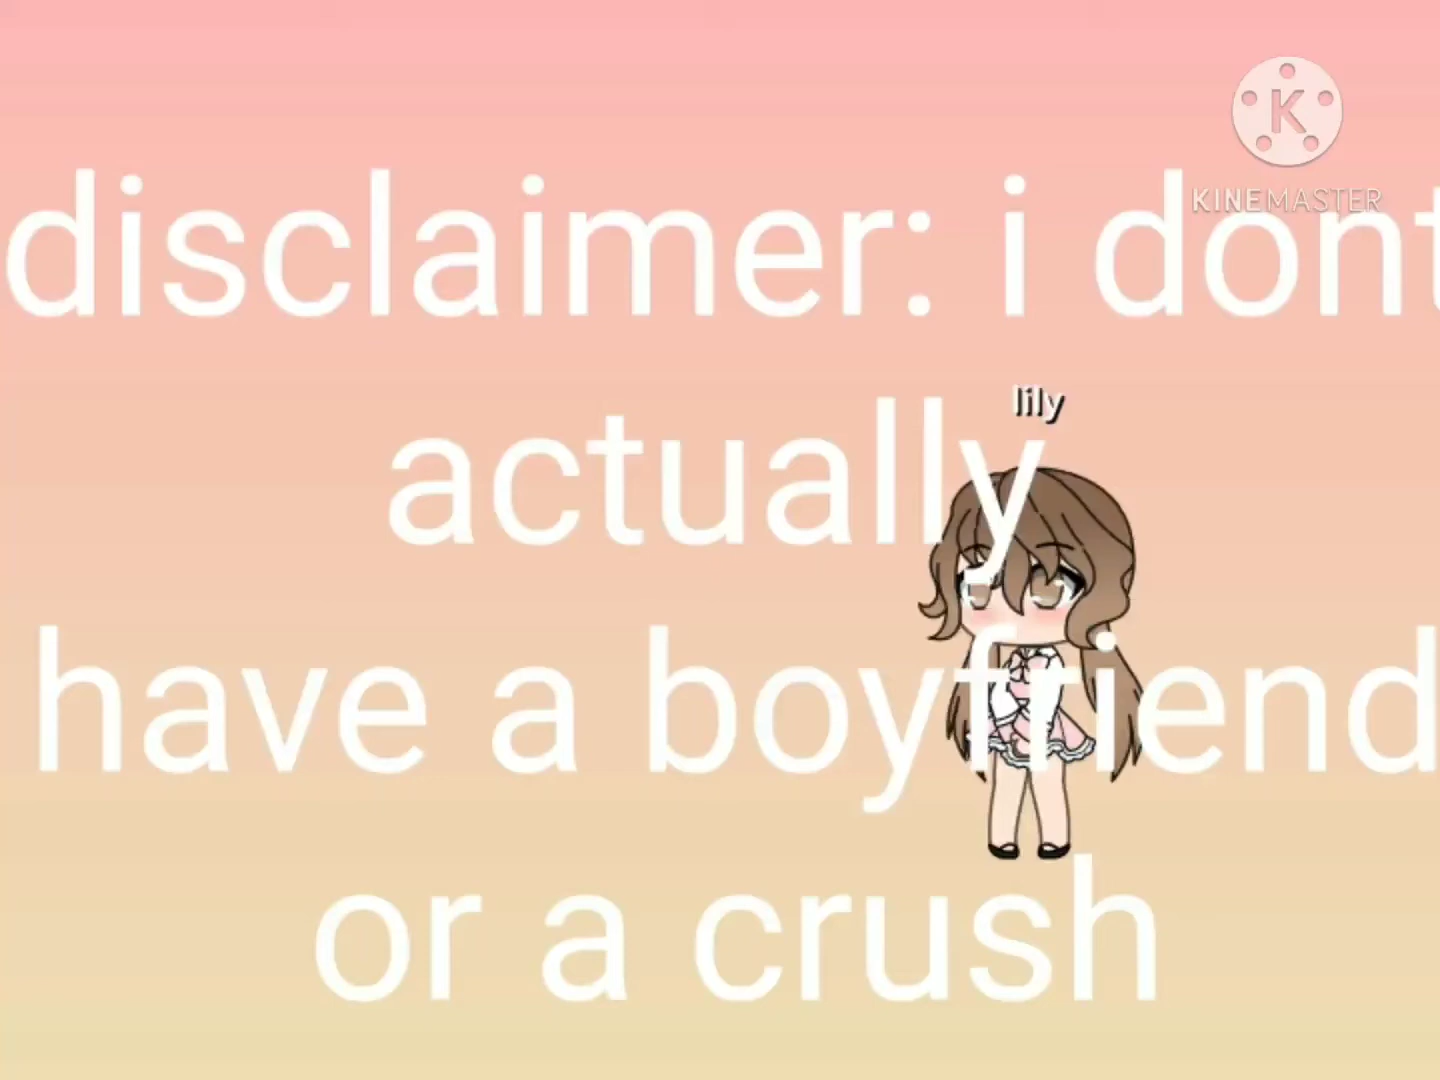 K
KINEMASTER
disclaimer: i dont
lily
actually
have a boyfriend
or a crush